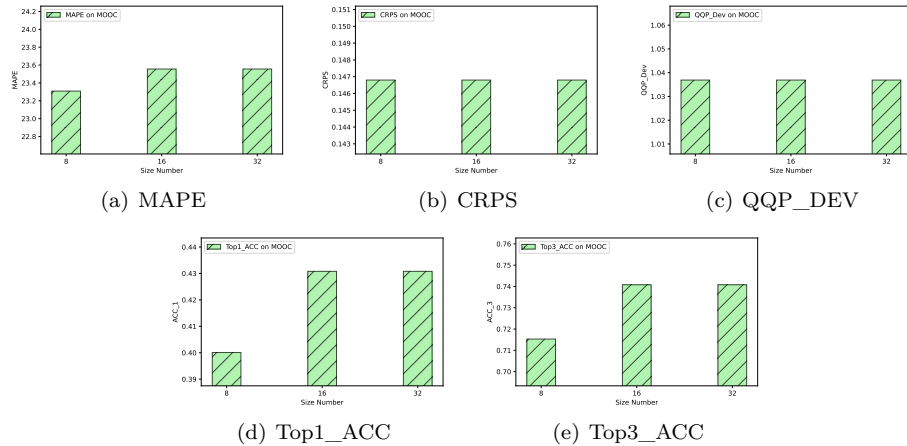 MAPE on MOOC
24.2
24.0
23.8
23.6
23.4
23.2
23.0
22.8
MAPE
8 16 32
Size Number
(a) MAPE
CRPS on MOOC
0.151
0.150
0.149
0.148
0.147
0.146
0.145
0.144
0.143
CRPS
8 16 32
Size Number
(b) CRPS
QQP_Dev on MOOC
1.06
1.05
1.04
1.03
1.02
1.01
QQP_Dev
8 16 32
Size Number
(c) QQP_DEV
Top1_ACC on MOOC
0.44
0.43
0.42
0.41
0.40
0.39
ACC_1
8 16 32
Size Number
(d) Top1_ACC
Top3_ACC on MOOC
0.76
0.75
0.74
0.73
0.72
0.71
0.70
ACC_3
8 16 32
Size Number
(e) Top3_ACC